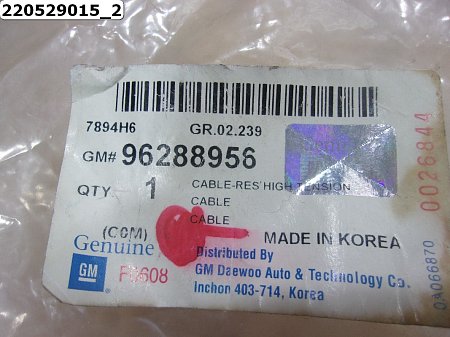 220529015_2
7894H6 GR.02.239
GM# 96288956
QTY 1 CABLE-RES'HIGH TENSION
CABLE
CABLE
(COM)
MADE IN KOREA
Genuine
GM
Distributed By
GM Daewoo Auto & Technology Co.
Inchon 403-714, Korea
0026844
0A066870